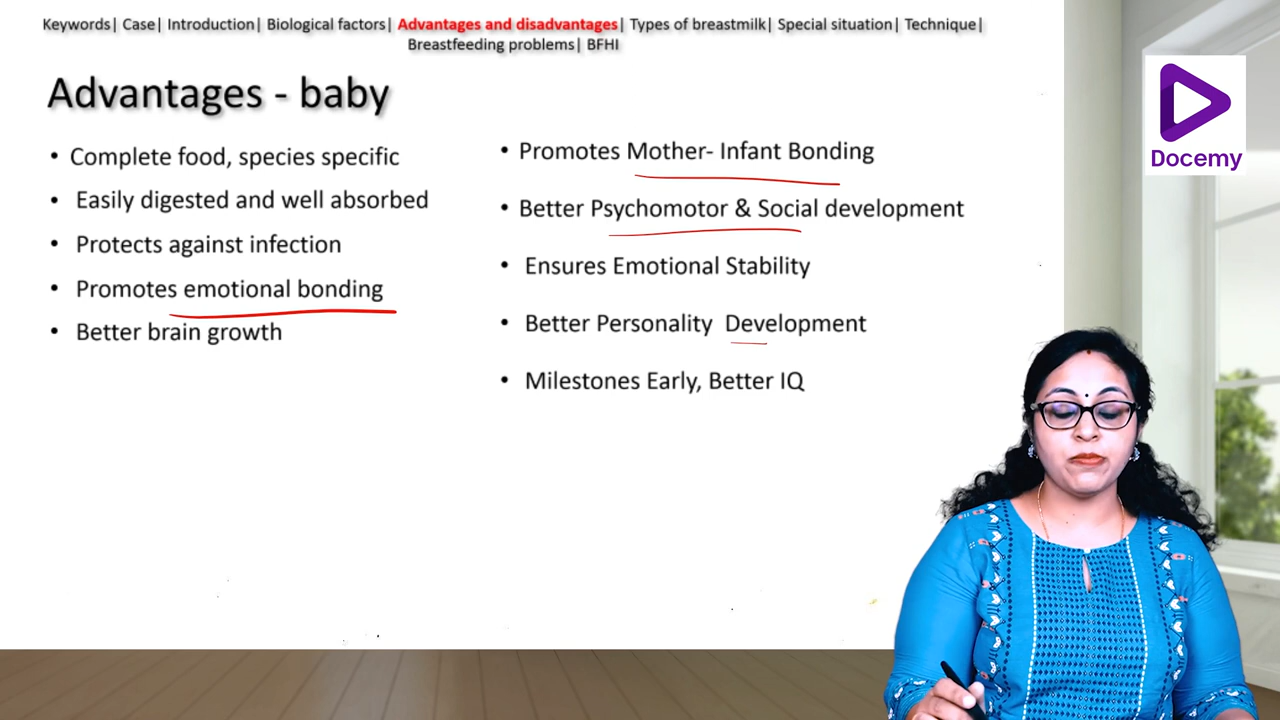 Keywords| Case| Introduction| Biological factors| Advantages and disadvantages| Types of breastmilk| Special situation| Technique|
Breastfeeding problems| BFHI
Advantages - baby
• Complete food, species specific
• Easily digested and well absorbed
• Protects against infection
• Promotes emotional bonding
• Better brain growth
• Promotes Mother- Infant Bonding
• Better Psychomotor & Social development
• Ensures Emotional Stability
• Better Personality Development
• Milestones Early, Better IQ
Docemy